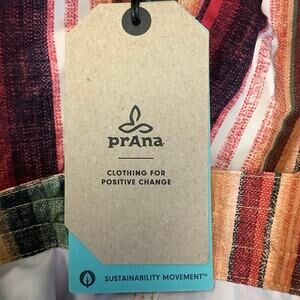 prAna
CLOTHING FOR
POSITIVE CHANGE
SUSTAINABILITY MOVEMENT™